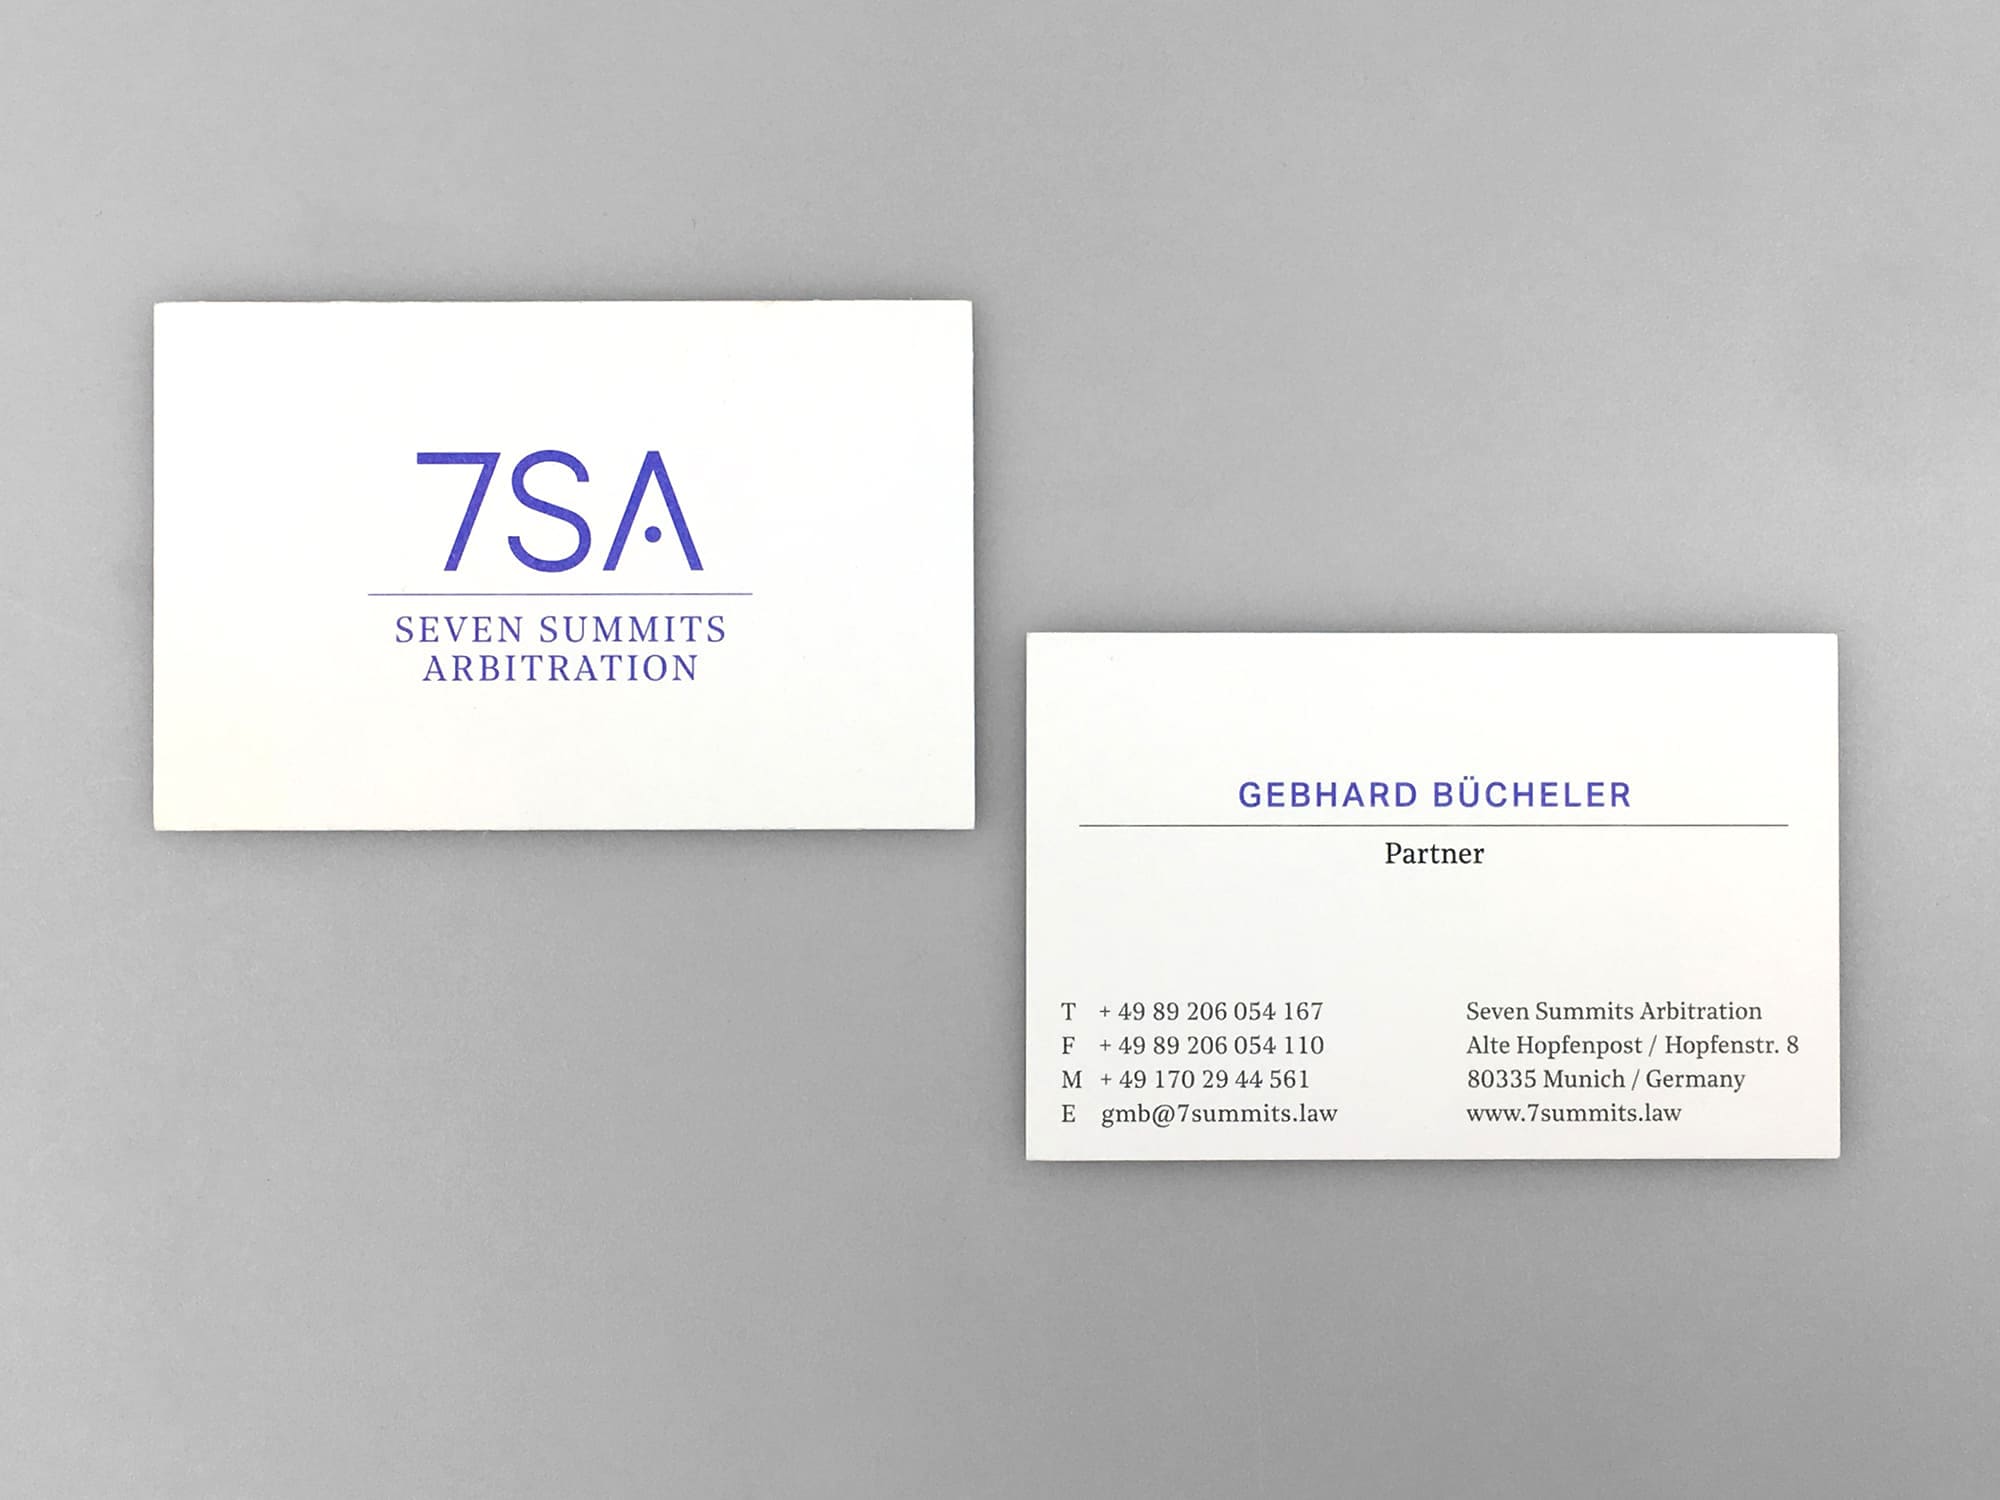 7SA
SEVEN SUMMITS
ARBITRATION
GEBHARD BÜCHELER
Partner
T + 49 89 206 054 167
F + 49 89 206 054 110
M + 49 170 29 44 561
E gmb@7summits.law
Seven Summits Arbitration
Alte Hopfenpost / Hopfenstr. 8
80335 Munich / Germany
www.7summits.law